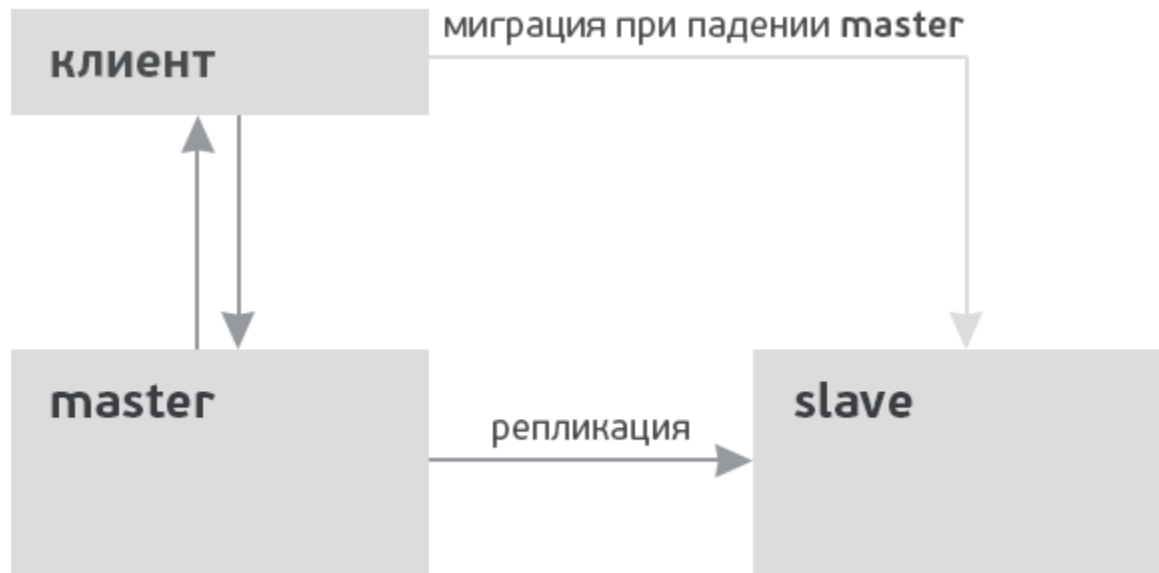 миграция при падении master
клиент
master
slave
репликация